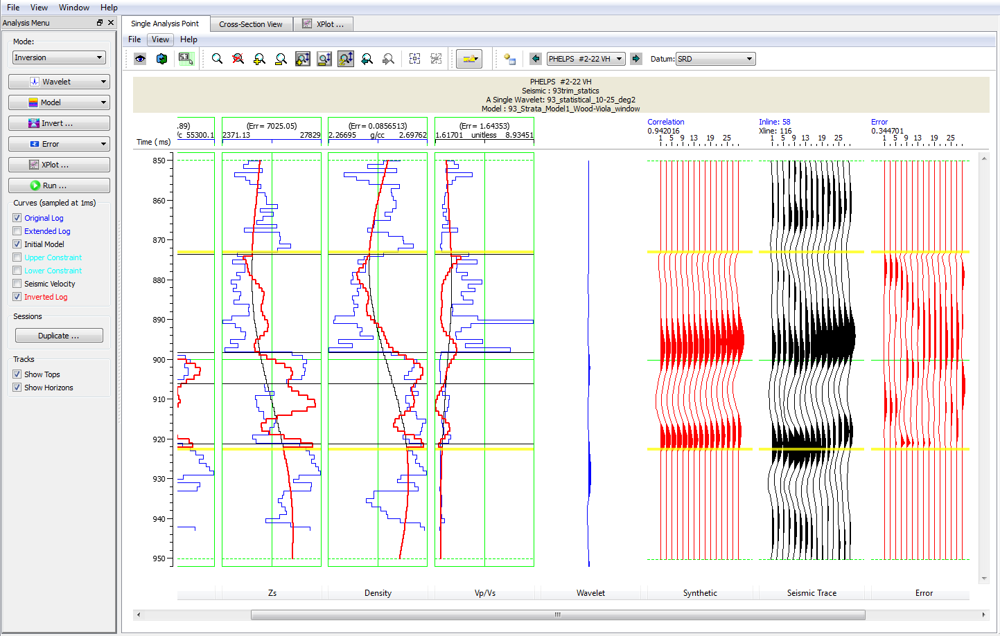 File View Window Help
Analysis Menu
Mode:
Inversion
Wavelet
Model
Invert ...
Error
XPlot ...
Run ...
Curves (sampled at 1ms)
Original Log
Extended Log
Initial Model
Upper Constraint
Lower Constraint
Seismic Velocity
Inverted Log
Sessions
Duplicate ...
Tracks
Show Tops
Show Horizons
Single Analysis Point Cross-Section View XPlot ...
File View Help
PHELPS #2-22 VH Datum: SRD
PHELPS #2-22 VH
Seismic : 93trim_statics
A Single Wavelet: 93_statistical_10-25_deg2
Model : 93_Strata_Model1_Wood-Viola_window
.89) (Err= 7025.05) (Err= 0.0856513) (Err= 1.64353)
/c 55300.1 2371.13 27829 2.26695 g/cc 2.69762 1.61701 unitless 8.93451
Correlation Inline: 58 Error
0.942016 Xline: 116 0.344701
1 5 9 13 19 25 1 5 9 13 19 25 1 5 9 13 19 25
Time (ms)
850
860
870
880
890
900
910
920
930
940
950
Zs Density Vp/Vs Wavelet Synthetic Seismic Trace Error